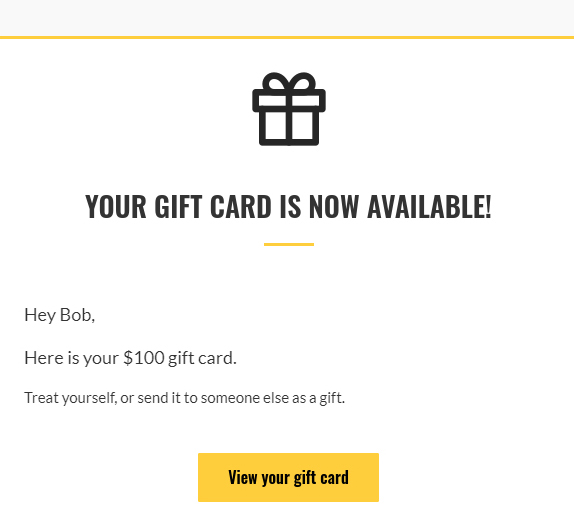 YOUR GIFT CARD IS NOW AVAILABLE!
Hey Bob,
Here is your $100 gift card.
Treat yourself, or send it to someone else as a gift.
View your gift card